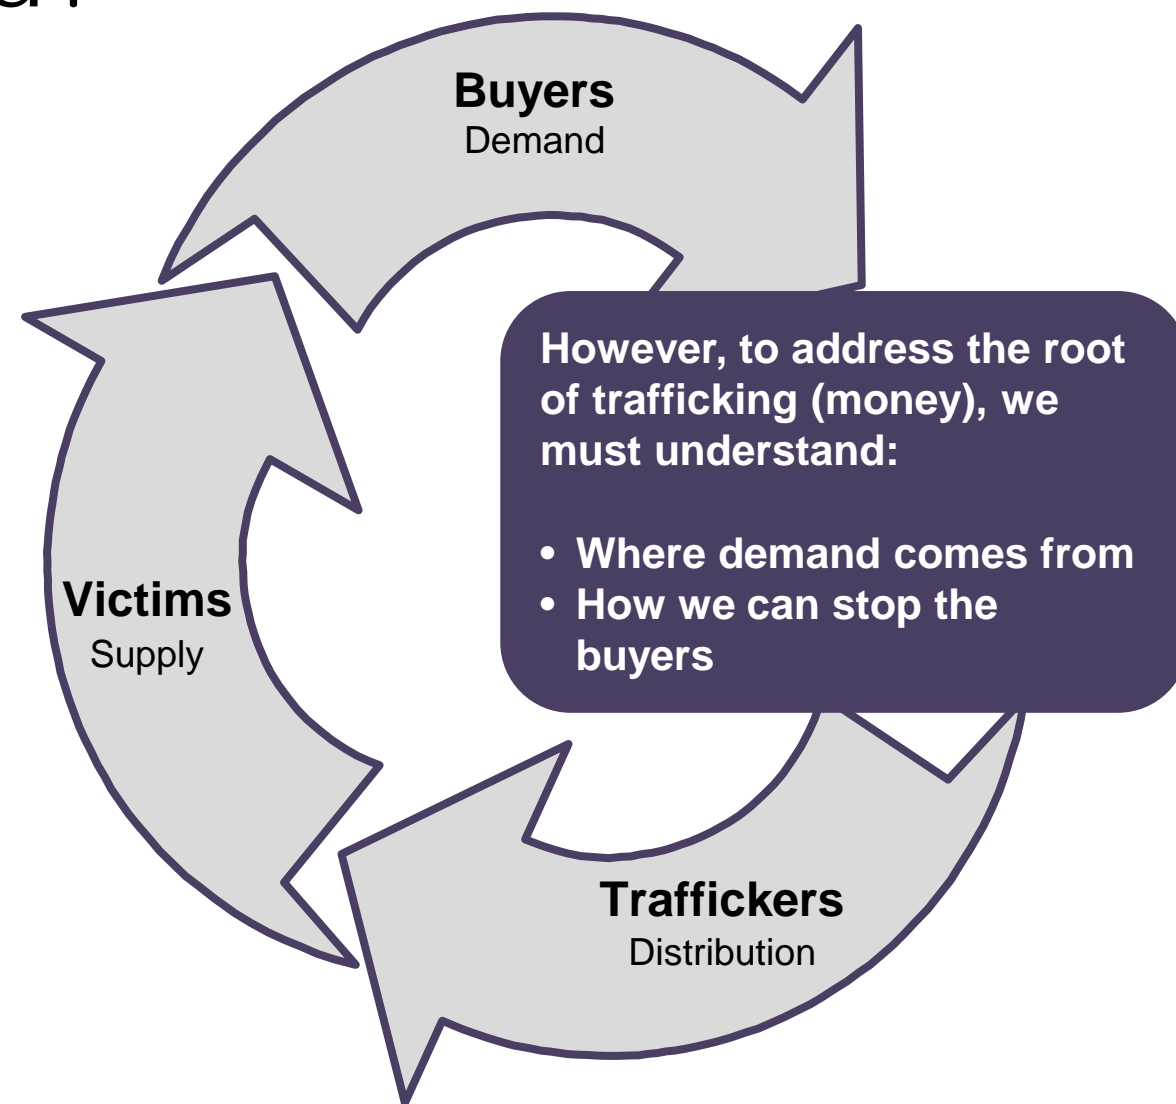 Buyers
Demand
However, to address the root
of trafficking (money), we
must understand:
• Where demand comes from
• How we can stop the
buyers
Victims
Supply
Traffickers
Distribution